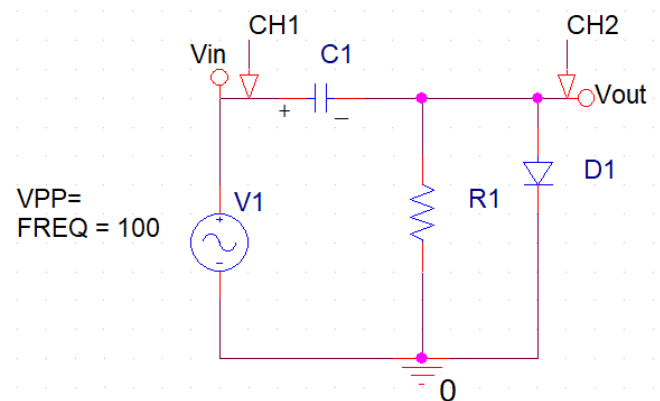 CH1
CH2
Vin
C1
+
_
Vout
V1
+
-
R1
D1
VPP=
FREQ = 100
0